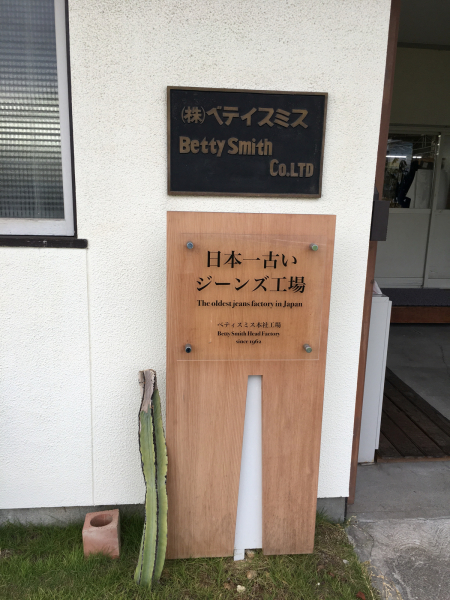 ㈱ベティスミス
Betty Smith
Co.LTD
日本一古い
ジーンズ工場
The oldest jeans factory in Japan
ベティスミス本社工場
Betty Smith Head Factory
since 1962